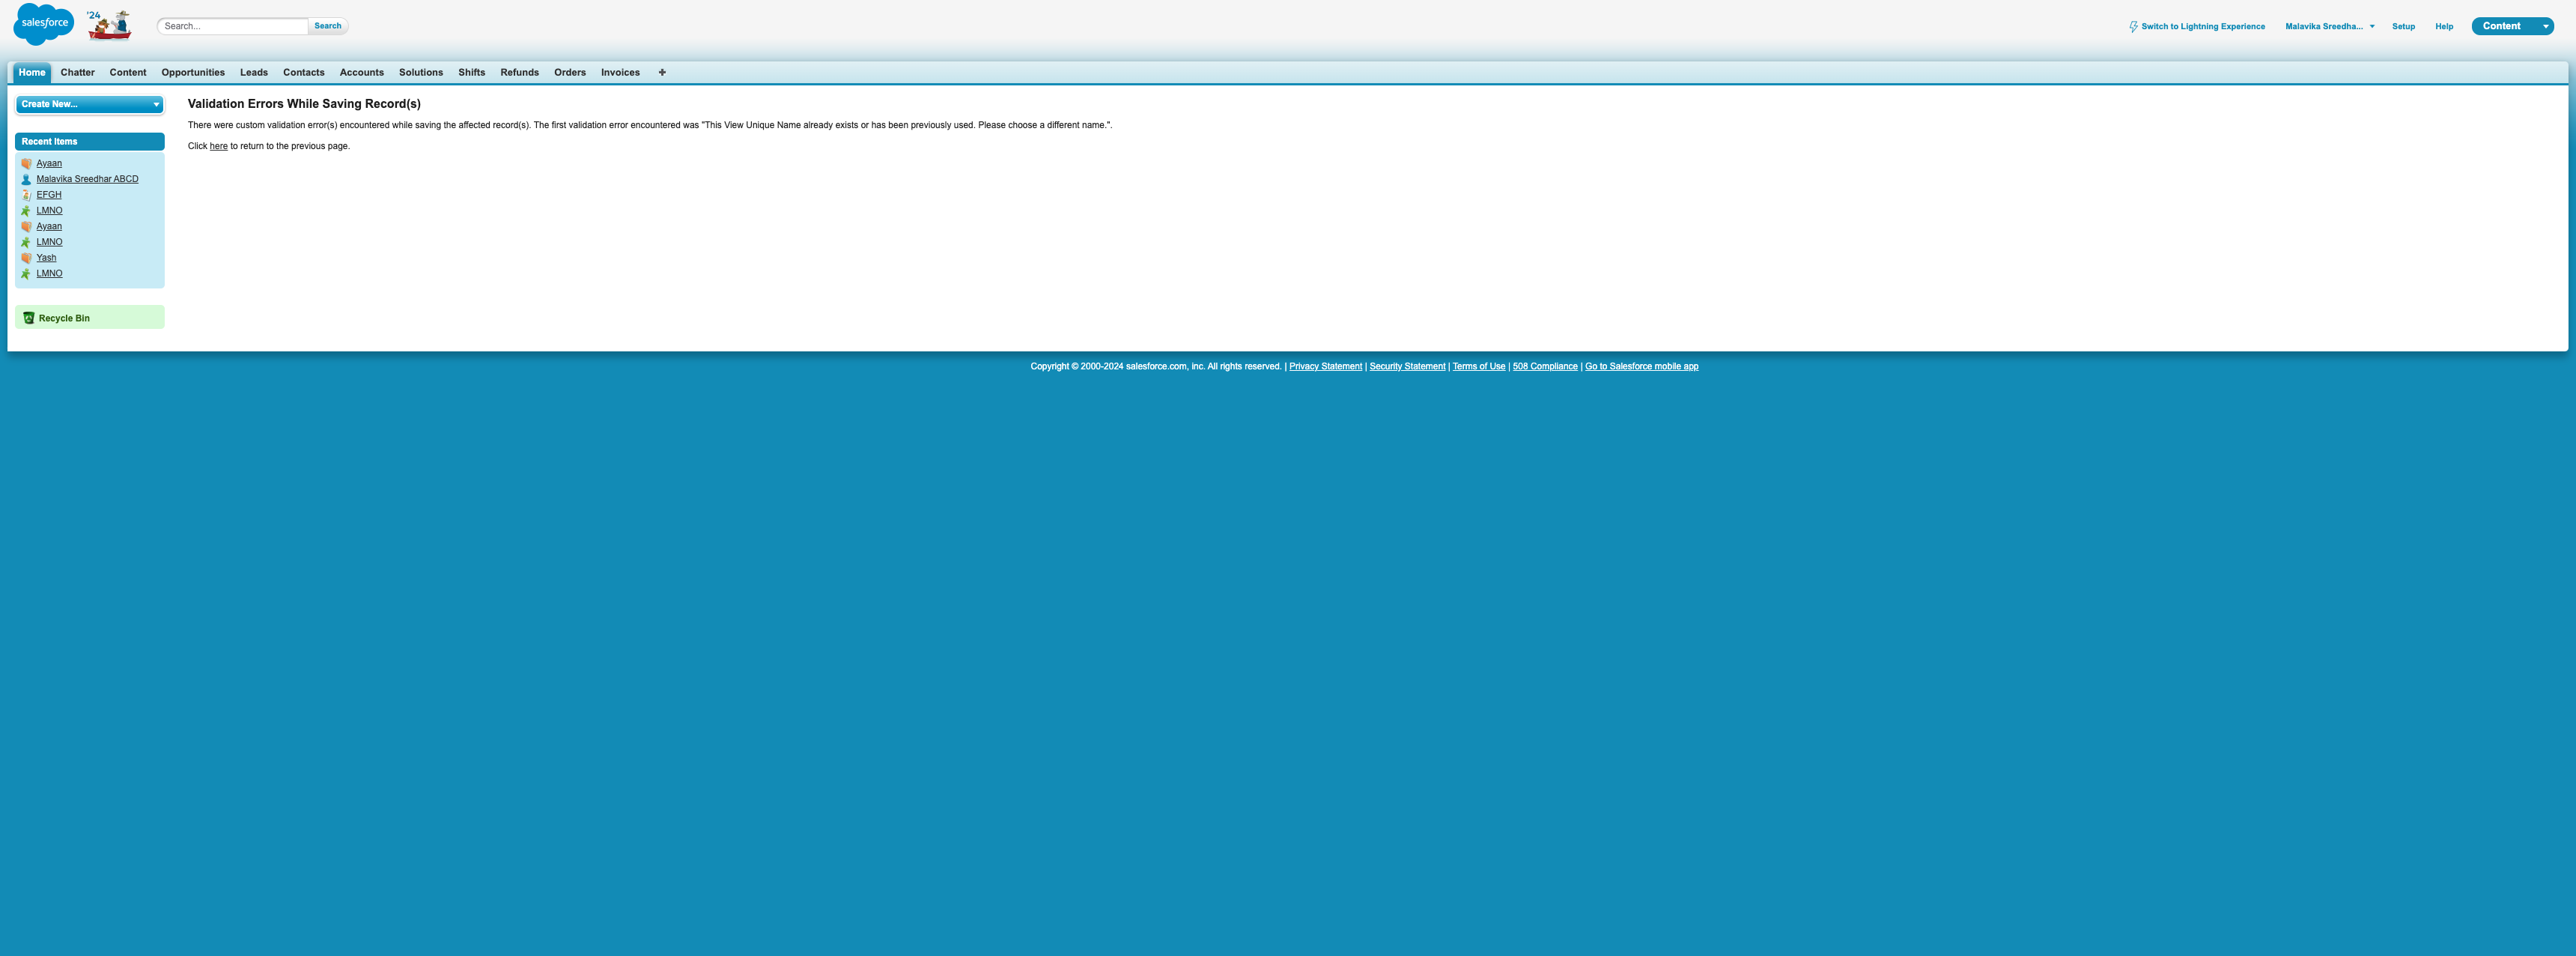 salesforce
'24
Search...
Search
Switch to Lightning Experience
Malavika Sreedha...
Setup
Help
Content
Home
Chatter
Content
Opportunities
Leads
Contacts
Accounts
Solutions
Shifts
Refunds
Orders
Invoices
+
Create New...
Recent Items
Ayaan
Malavika Sreedhar ABCD
EFGH
LMNO
Ayaan
LMNO
Yash
LMNO
Recycle Bin
Validation Errors While Saving Record(s)
There were custom validation error(s) encountered while saving the affected record(s). The first validation error encountered was "This View Unique Name already exists or has been previously used. Please choose a different name.".
Click here to return to the previous page.
Copyright © 2000-2024 salesforce.com, inc. All rights reserved. | Privacy Statement | Security Statement | Terms of Use | 508 Compliance | Go to Salesforce mobile app